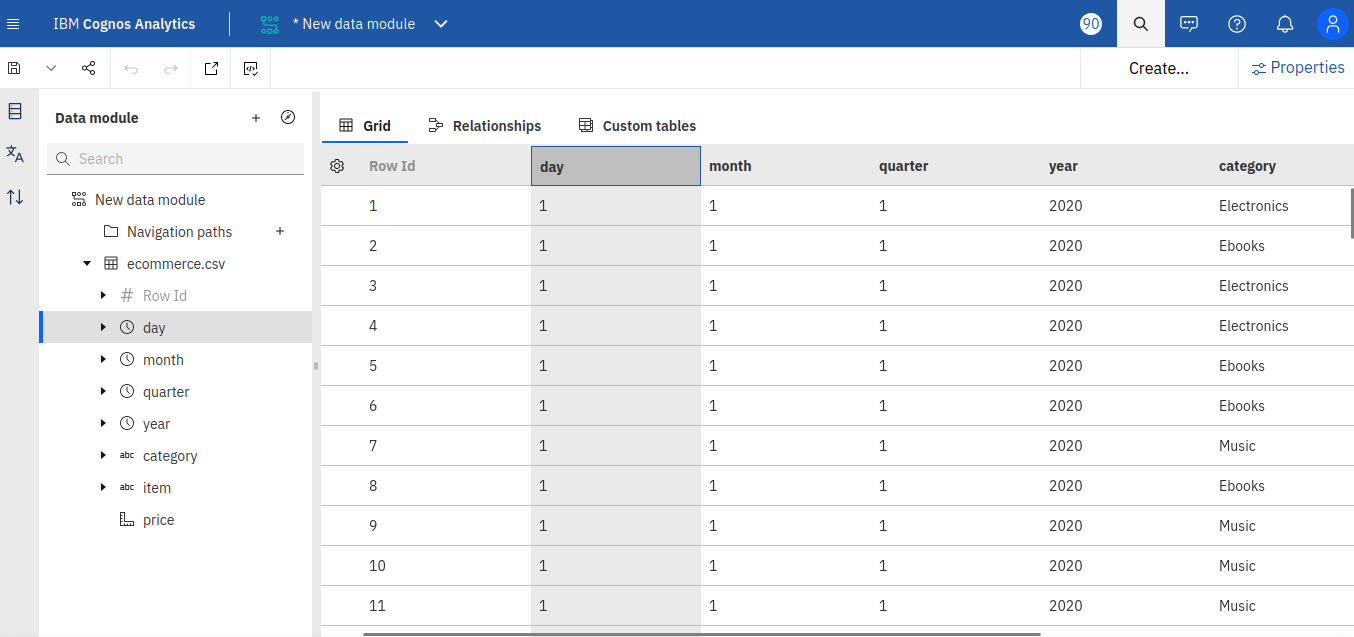 IBM Cognos Analytics
* New data module
90
Create...
Properties
Data module
Search
New data module
Navigation paths
ecommerce.csv
# Row Id
day
month
quarter
year
abc category
abc item
price
Grid Relationships Custom tables
Row Id day month quarter year category
1 1 1 1 2020 Electronics
2 1 1 1 2020 Ebooks
3 1 1 1 2020 Electronics
4 1 1 1 2020 Electronics
5 1 1 1 2020 Ebooks
6 1 1 1 2020 Ebooks
7 1 1 1 2020 Music
8 1 1 1 2020 Ebooks
9 1 1 1 2020 Music
10 1 1 1 2020 Music
11 1 1 1 2020 Music